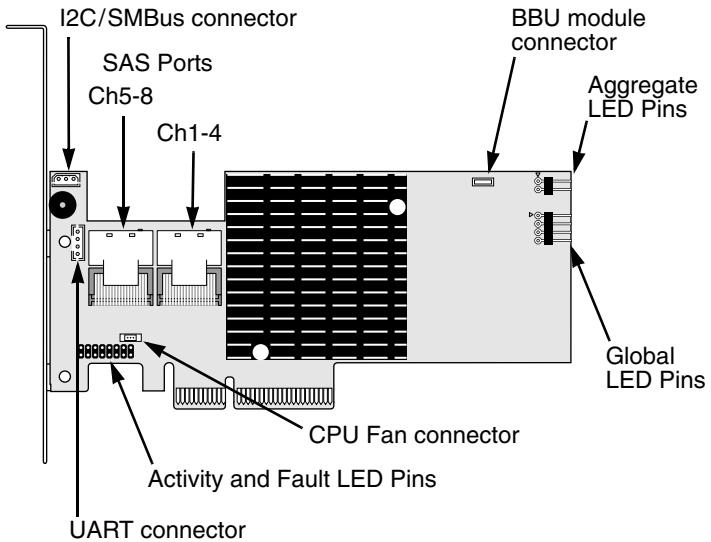 I2C/SMBus connector
BBU module
connector
SAS Ports
Ch5-8
Ch1-4
Aggregate
LED Pins
Global
LED Pins
CPU Fan connector
Activity and Fault LED Pins
UART connector